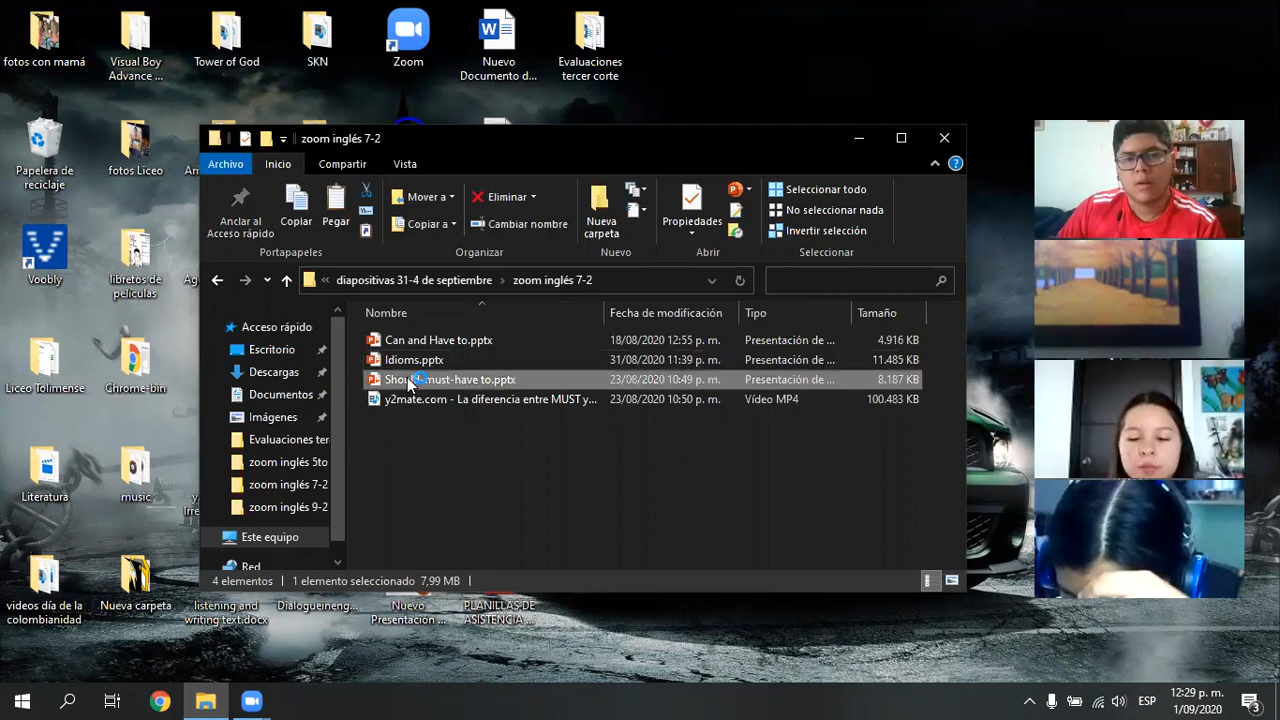 fotos con mamá
Visual Boy Advance ...
Tower of God
SKN
Zoom
Nuevo Documento d...
Evaluaciones tercer corte
Papelera de reciclaje
fotos Liceo
Voobly
libretos de películas
Liceo Tolimense
Chrome-bin
Literatura
music
videos día de la colombianidad
Nueva carpeta
listening and writing text.docx
Dialogueineng...
Nuevo Presentación ...
PLANILLAS DE ASISTENCIA ...
zoom inglés 7-2
Archivo Inicio Compartir Vista
Anclar al Acceso rápido
Copiar
Pegar
Mover a
Copiar a
Eliminar
Cambiar nombre
Nueva carpeta
Propiedades
Seleccionar todo
No seleccionar nada
Invertir selección
Portapapeles Organizar Nuevo Abrir Seleccionar
« diapositivas 31-4 de septiembre > zoom inglés 7-2
Acceso rápido
Escritorio
Descargas
Documentos
Imágenes
Evaluaciones ter
zoom inglés 5to
zoom inglés 7-2
zoom inglés 9-2
Este equipo
Red
Nombre Fecha de modificación Tipo Tamaño
Can and Have to.pptx 18/08/2020 12:55 p. m. Presentación de ... 4.916 KB
Idioms.pptx 31/08/2020 11:39 p. m. Presentación de ... 11.485 KB
must-have to.pptx 23/08/2020 10:49 p. m. Presentación de ... 8.187 KB
y2mate.com - La diferencia entre MUST y... 23/08/2020 10:50 p. m. Vídeo MP4 100.483 KB
4 elementos 1 elemento seleccionado 7,99 MB
ESP
12:29 p. m.
1/09/2020
3